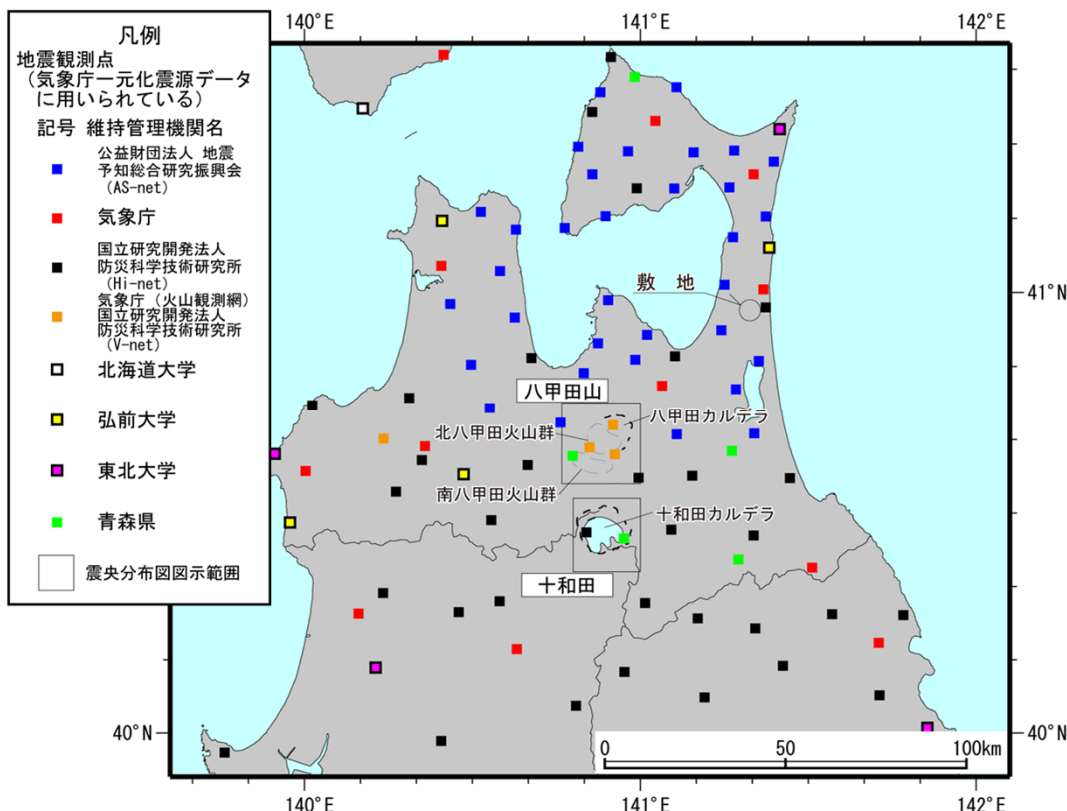 140°E
141°E
142°E
凡例
地震観測点
（気象庁一元化震源データ
に用いられている）
記号 維持管理機関名
公益財団法人 地震
予知総合研究振興会
（AS-net）
気象庁
国立研究開発法人
防災科学技術研究所
（Hi-net）
気象庁（火山観測網）
国立研究開発法人
防災科学技術研究所
（V-net）
北海道大学
弘前大学
東北大学
青森県
震央分布図図示範囲
敷 地
41°N
八甲田山
八甲田カルデラ
北八甲田火山群
南八甲田火山群
十和田カルデラ
十和田
40°N
40°N
0
50
100km
140°E
141°E
142°E